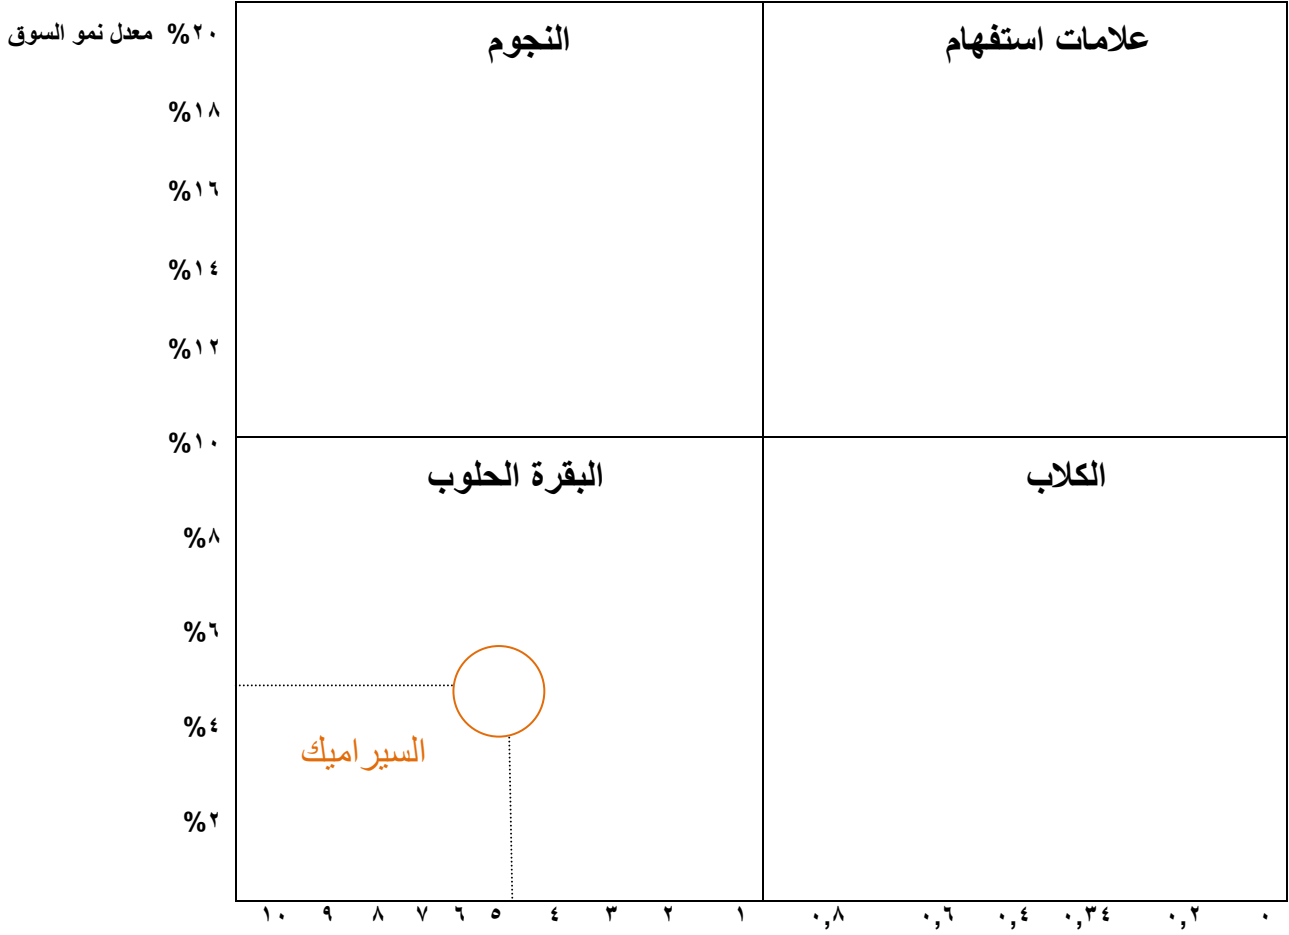 علامات استفهام
النجوم
معدل نمو السوق %٢٠
%١٨
%١٦
%١٤
%١٢
%١٠
الكلاب
البقرة الحلوب
%٨
%٦
%٤
السيراميك
%٢
١٠ ٩ ٨ ٧ ٦ ٥ ٤ ٣ ٢ ١ ٠,٨ ٠,٦ ٠,٤ ٠,٣٤ ٠,٢ ٠